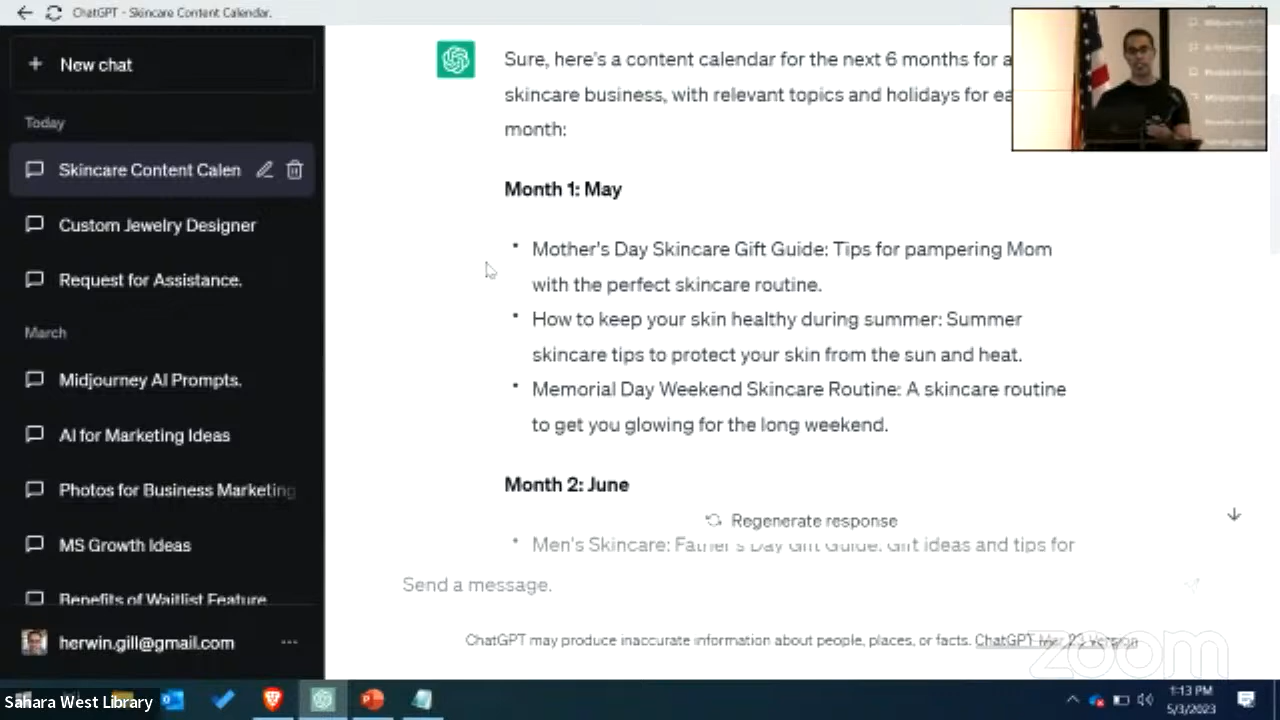 ChatGPT - Skincare Content Calendar.
+ New chat
Today
Skincare Content Calen
Custom Jewelry Designer
Request for Assistance.
March
Midjourney AI Prompts.
AI for Marketing Ideas
Photos for Business Marketing
MS Growth Ideas
Benefits of Waitlist Feature
herwin.gill@gmail.com
Sure, here's a content calendar for the next 6 months for a
skincare business, with relevant topics and holidays for ea
month:
Month 1: May
Mother's Day Skincare Gift Guide: Tips for pampering Mom
with the perfect skincare routine.
How to keep your skin healthy during summer: Summer
skincare tips to protect your skin from the sun and heat.
Memorial Day Weekend Skincare Routine: A skincare routine
to get you glowing for the long weekend.
Month 2: June
Men's Skincare: Father's Day Gift Guide: Gift ideas and tips for
Regenerate response
Send a message.
ChatGPT may produce inaccurate information about people, places, or facts. ChatGPT Mar 23 Version
zoom
Sahara West Library
1:13 PM
5/3/2023